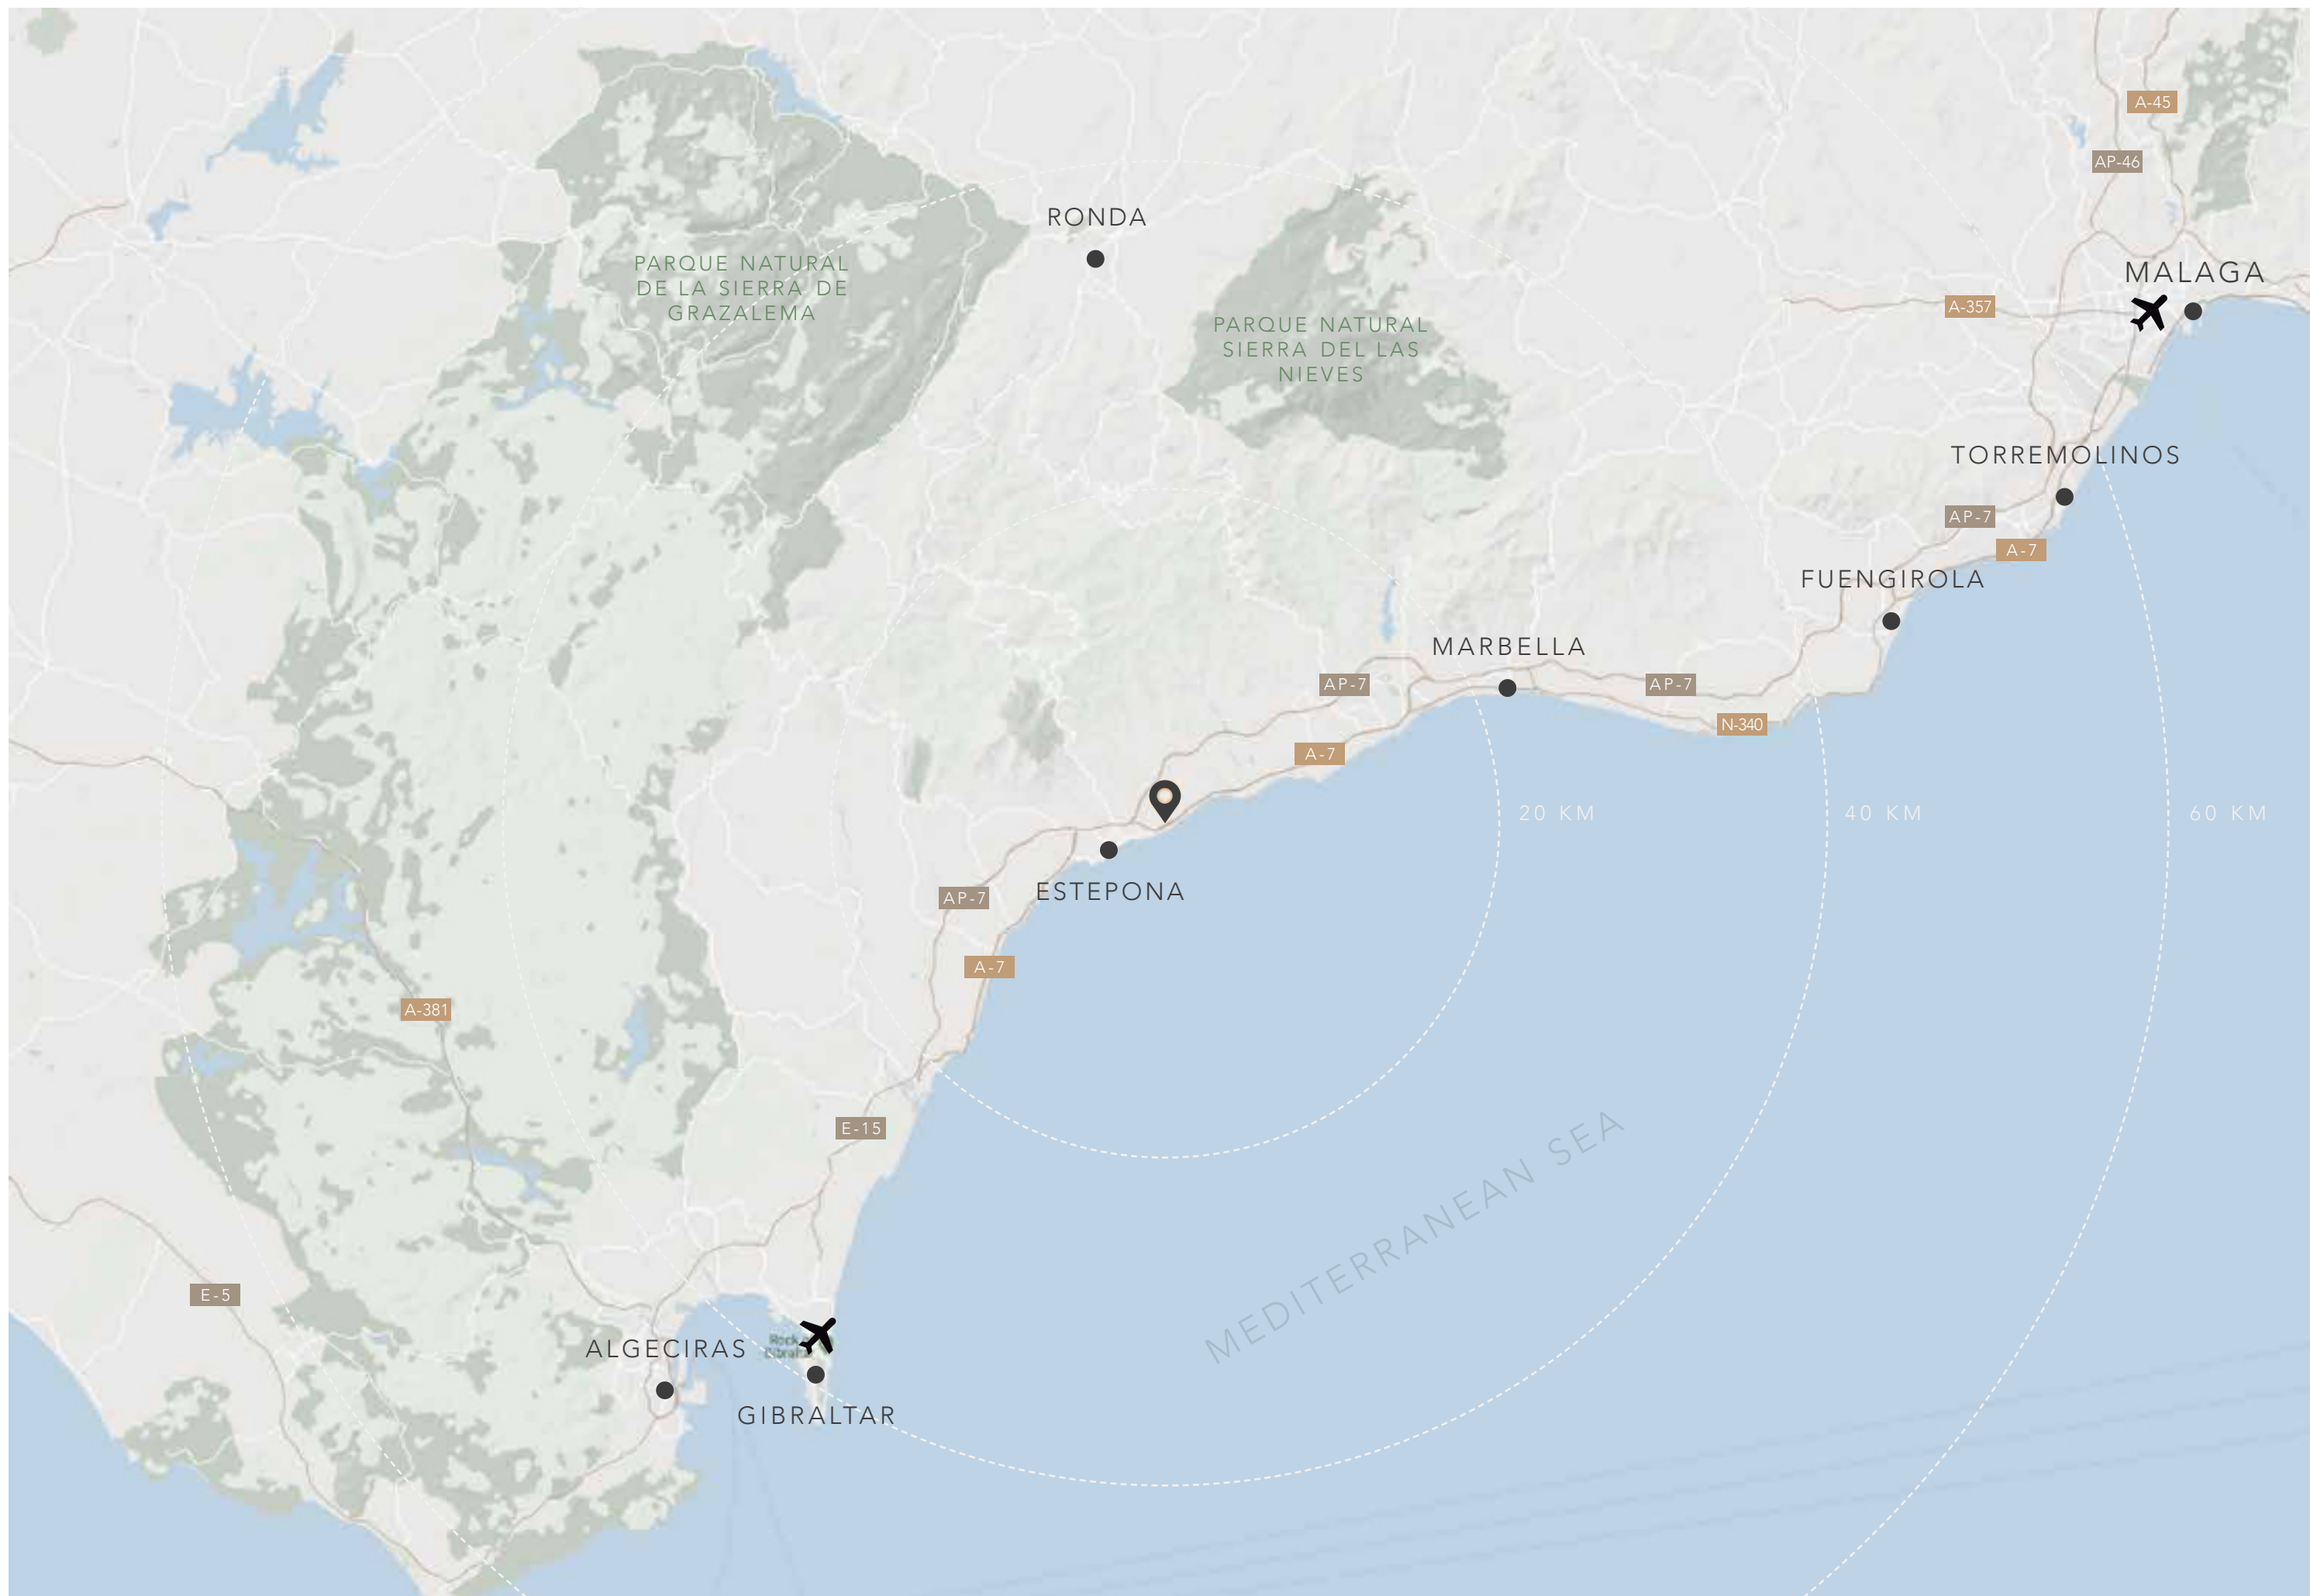 A-45
AP-46
RONDA
PARQUE NATURAL
DE LA SIERRA DE
GRAZALEMA
MALAGA
A-357
PARQUE NATURAL
SIERRA DEL LAS
NIEVES
TORREMOLINOS
AP-7
A-7
FUENGIROLA
MARBELLA
AP-7
AP-7
N-340
A-7
20 KM
40 KM
60 KM
ESTEPONA
AP-7
A-7
A-381
E-15
MEDITERRANEAN SEA
E-5
ALGECIRAS
GIBRALTAR